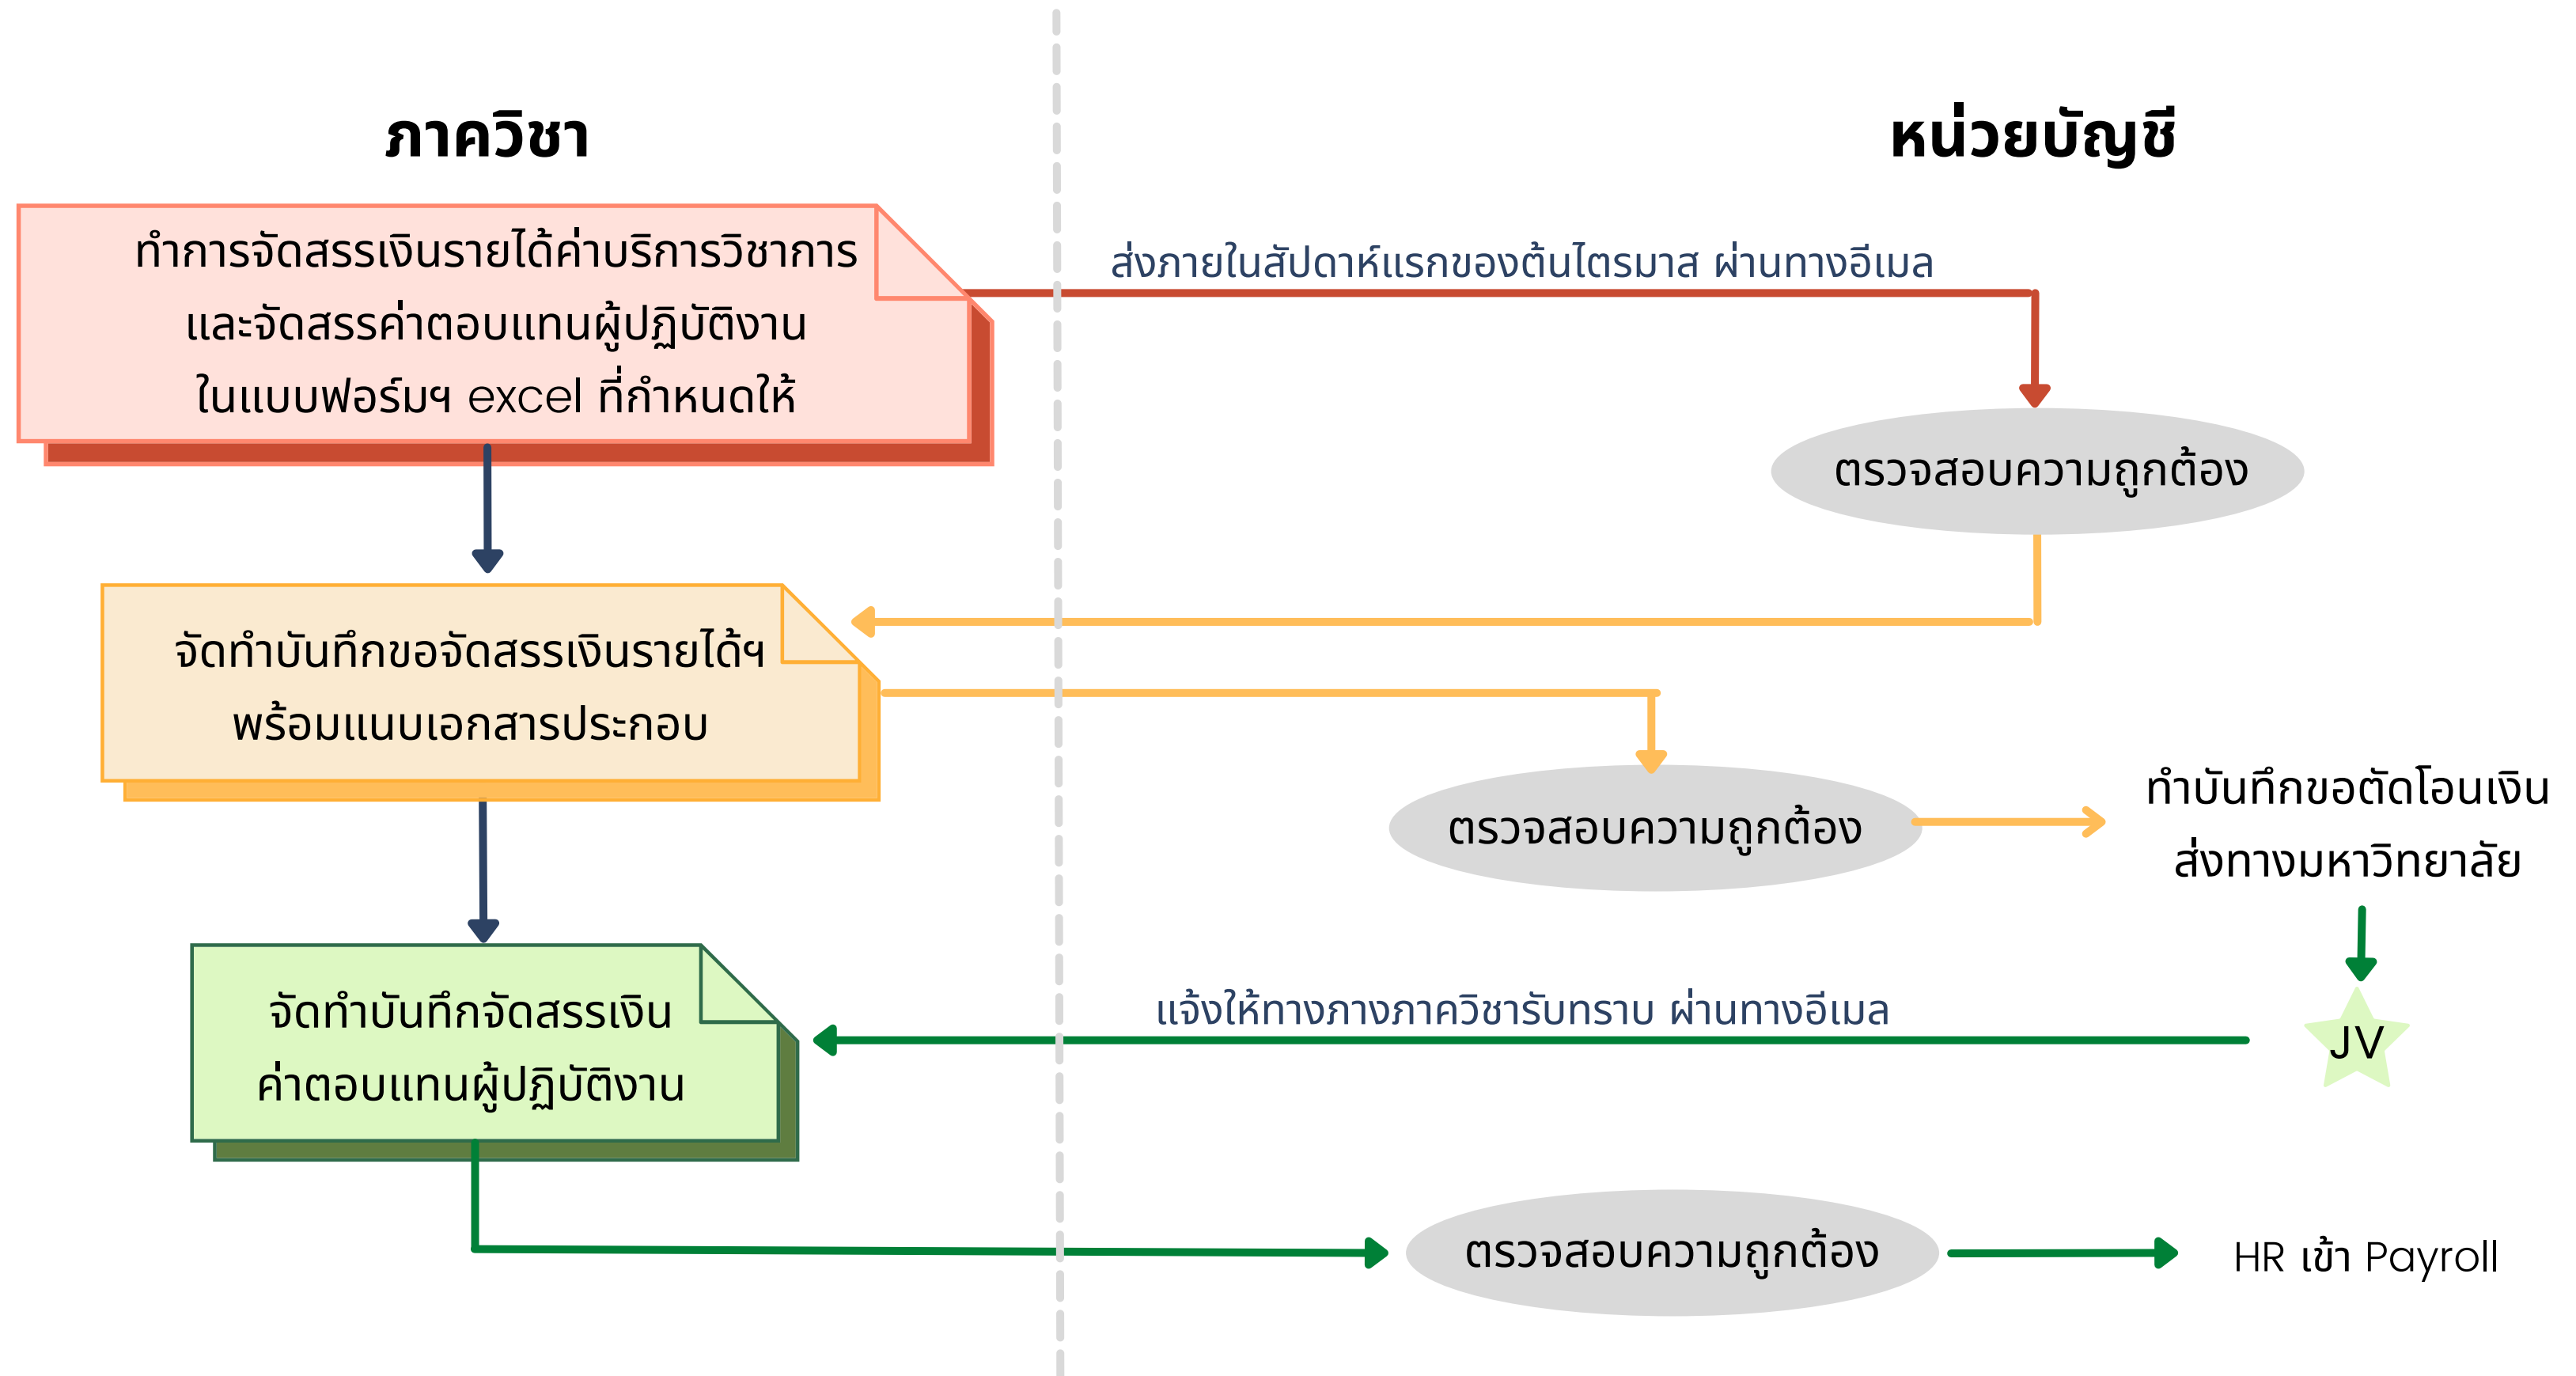 ภาควิชา
หน่วยบัญชี
ทำการจัดสรรเงินรายได้ค่าบริการวิชาการ
และจัดสรรค่าตอบแทนผู้ปฏิบัติงาน
ในแบบฟอร์มฯ excel ที่กำหนดให้
ส่งภายในสัปดาห์แรกของต้นไตรมาส ผ่านทางอีเมล
ตรวจสอบความถูกต้อง
จัดทำบันทึกขอจัดสรรเงินรายได้ฯ
พร้อมแนบเอกสารประกอบ
ตรวจสอบความถูกต้อง
ทำบันทึกขอตัดโอนเงิน
ส่งทางมหาวิทยาลัย
JV
แจ้งให้ทางกางภาควิชารับทราบ ผ่านทางอีเมล
จัดทำบันทึกจัดสรรเงิน
ค่าตอบแทนผู้ปฏิบัติงาน
ตรวจสอบความถูกต้อง
HR เข้า Payroll